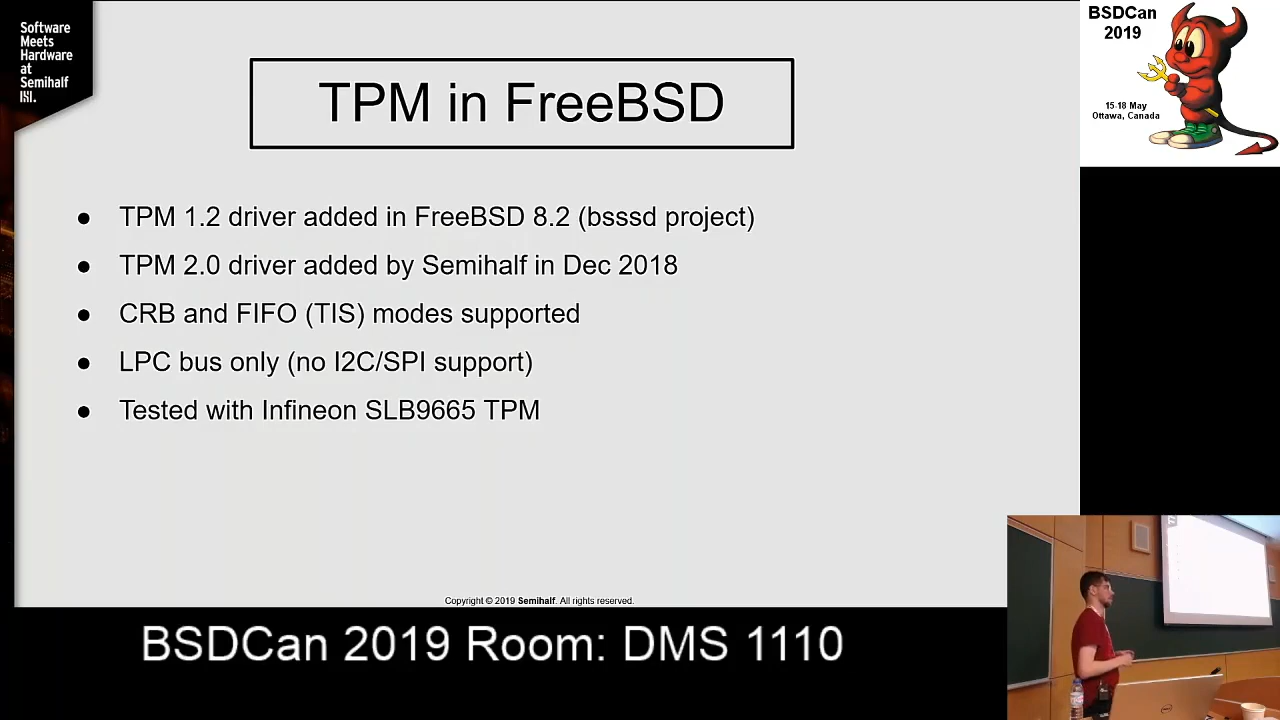 Software
Meets
Hardware
at
Semihalf
TPM in FreeBSD
● TPM 1.2 driver added in FreeBSD 8.2 (bsssd project)
● TPM 2.0 driver added by Semihalf in Dec 2018
● CRB and FIFO (TIS) modes supported
● LPC bus only (no I2C/SPI support)
● Tested with Infineon SLB9665 TPM
Copyright © 2019 Semihalf. All rights reserved.
BSDCan
2019
15-18 May
Ottawa, Canada
BSDCan 2019 Room: DMS 1110